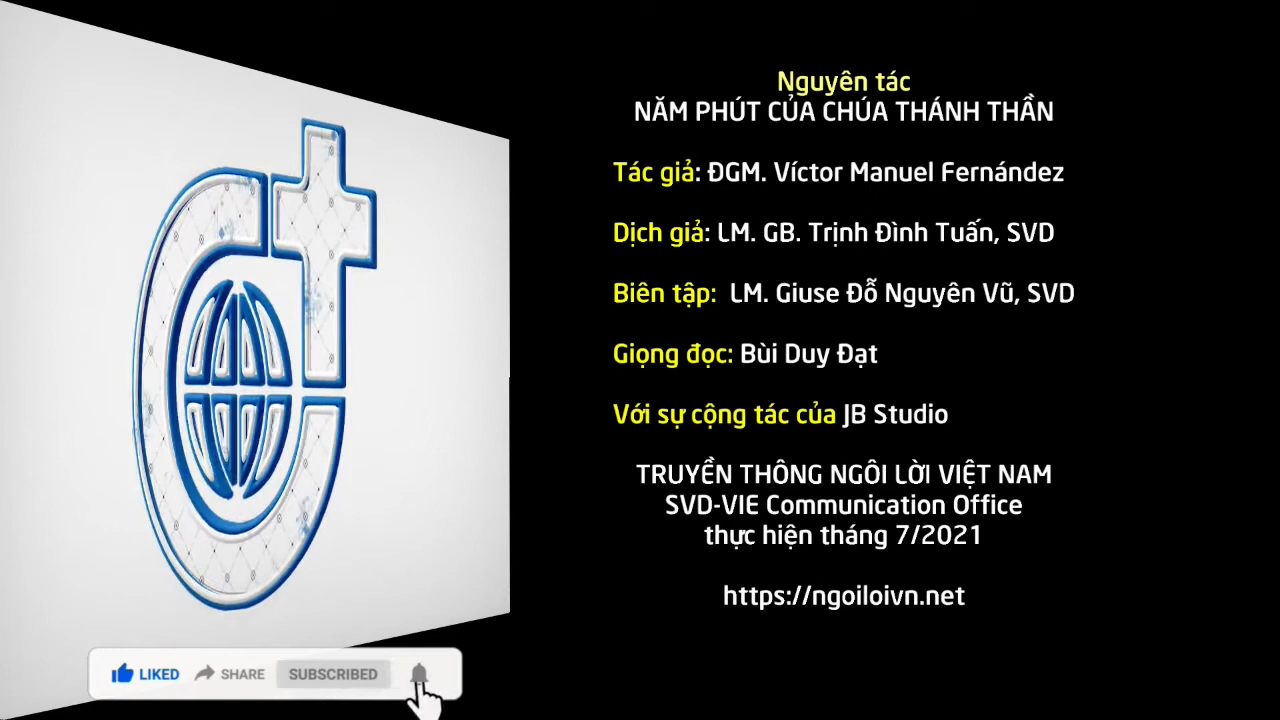 Nguyên tác
NĂM PHÚT CỦA CHÚA THÁNH THẦN
Tác giả: ĐGM. Víctor Manuel Fernández
Dịch giả: LM. GB. Trịnh Đình Tuấn, SVD
Biên tập: LM. Giuse Đỗ Nguyên Vũ, SVD
Giọng đọc: Bùi Duy Đạt
Với sự cộng tác của JB Studio
TRUYỀN THÔNG NGÔI LỜI VIỆT NAM
SVD-VIE Communication Office
thực hiện tháng 7/2021
https://ngoiloivn.net
LIKED SHARE SUBSCRIBED